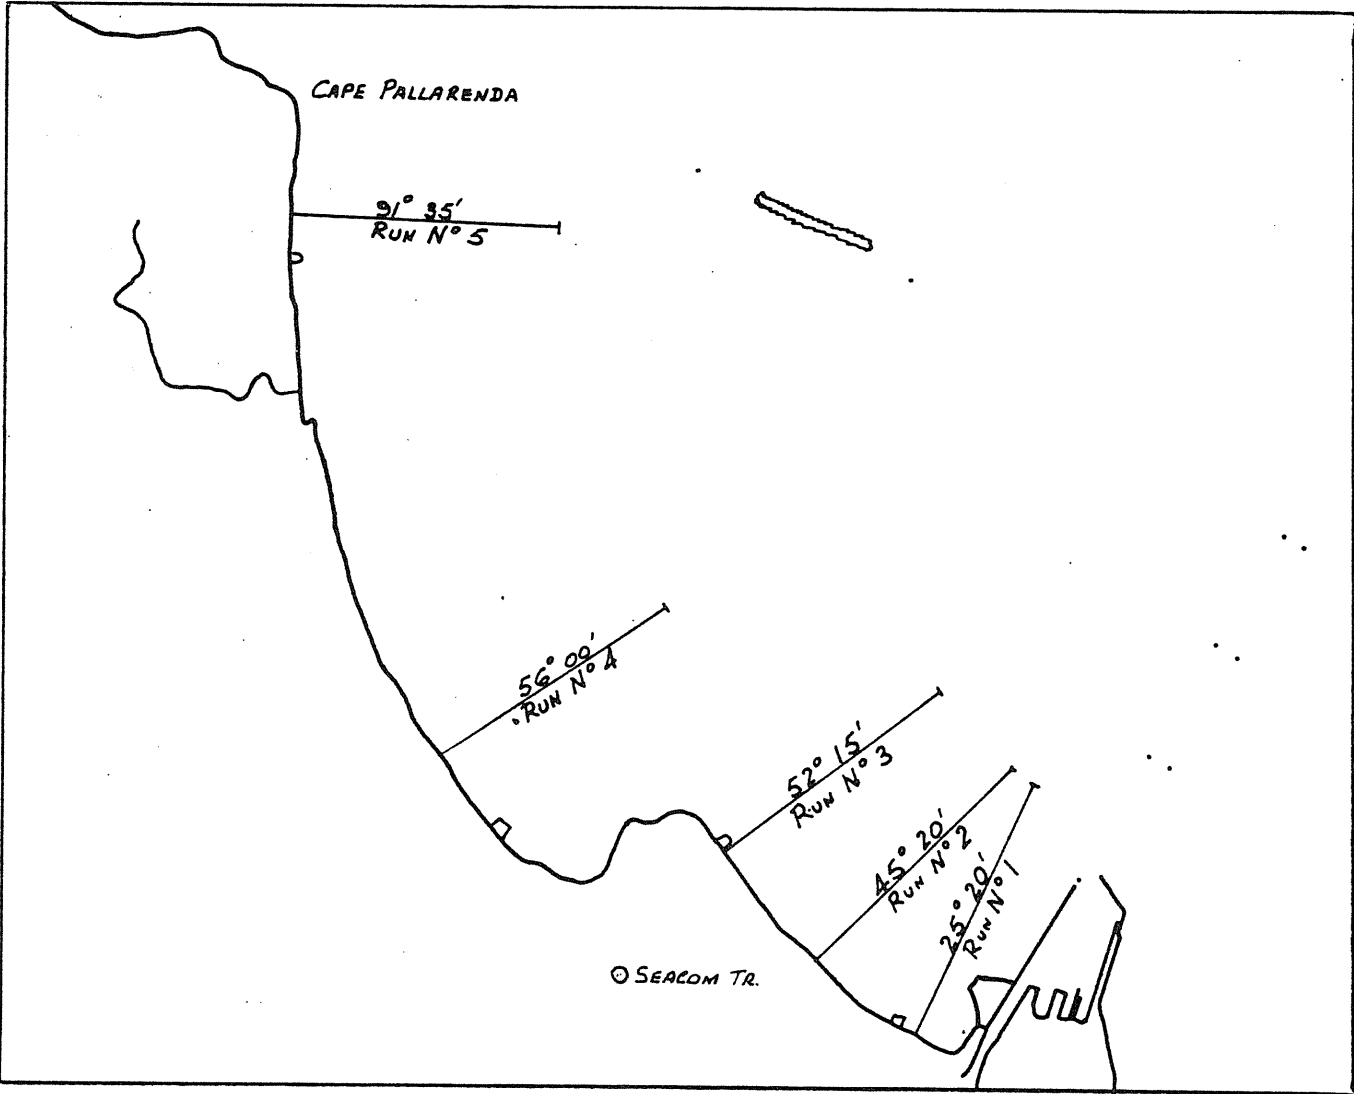 CAPE PALLARENDA
91° 35'
RUN N° 5
56° 00'
RUN N° 4
52° 15'
RUN N° 3
45° 20'
RUN N° 2
25° 20'
RUN N° 1
SEACOM TR.